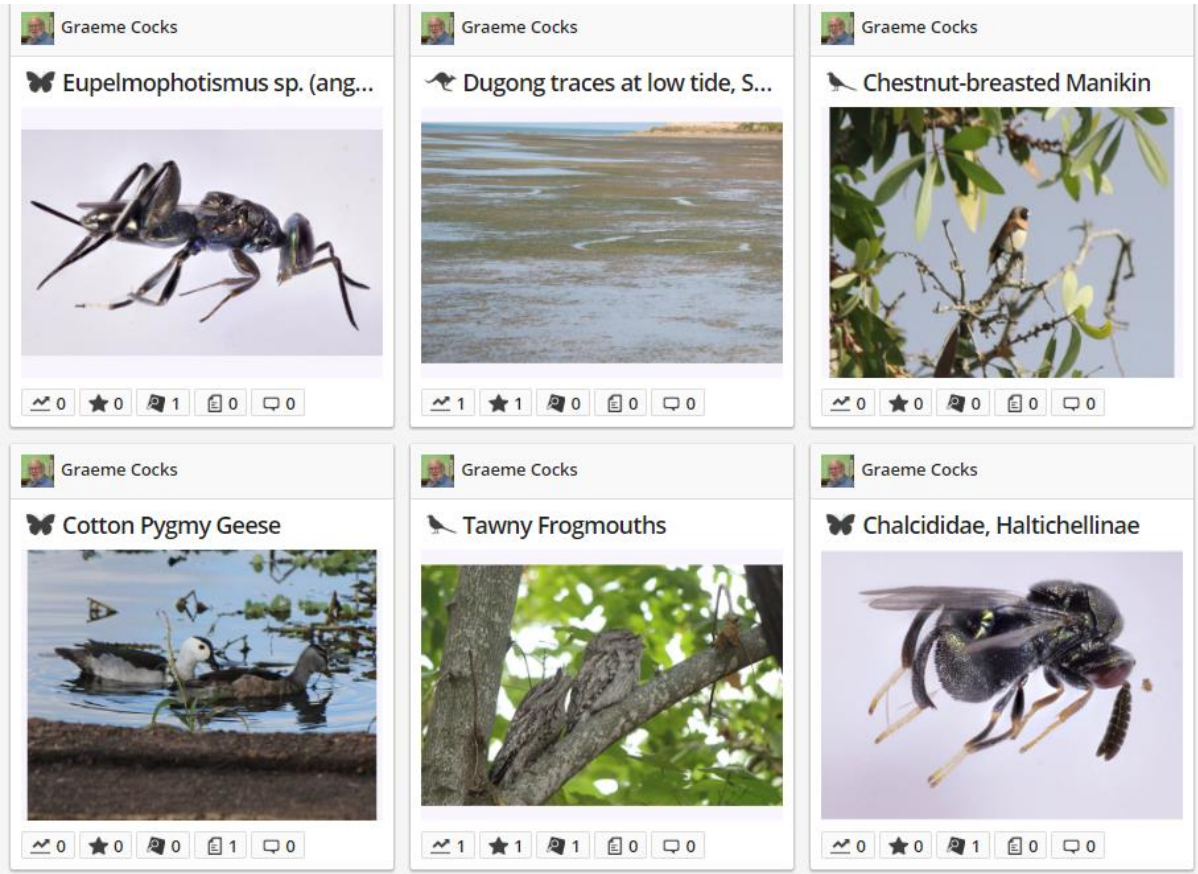 Graeme Cocks
Graeme Cocks
Graeme Cocks
Eupelmophotismus sp. (ang...
Dugong traces at low tide, S...
Chestnut-breasted Manikin
0 0 1 0 0
1 1 0 0 0
0 0 0 0 0
Graeme Cocks
Graeme Cocks
Graeme Cocks
Cotton Pygmy Geese
Tawny Frogmouths
Chalcididae, Haltichellinae
0 0 0 1 0
1 1 1 0 0
0 0 1 0 0